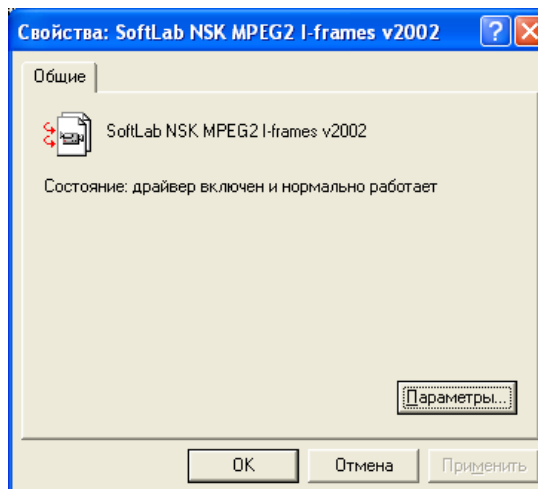 Свойства: SoftLab NSK MPEG2 I-frames v2002
Общие
SoftLab NSK MPEG2 I-frames v2002
Состояние: драйвер включен и нормально работает
Параметры...
OK Отмена Применить